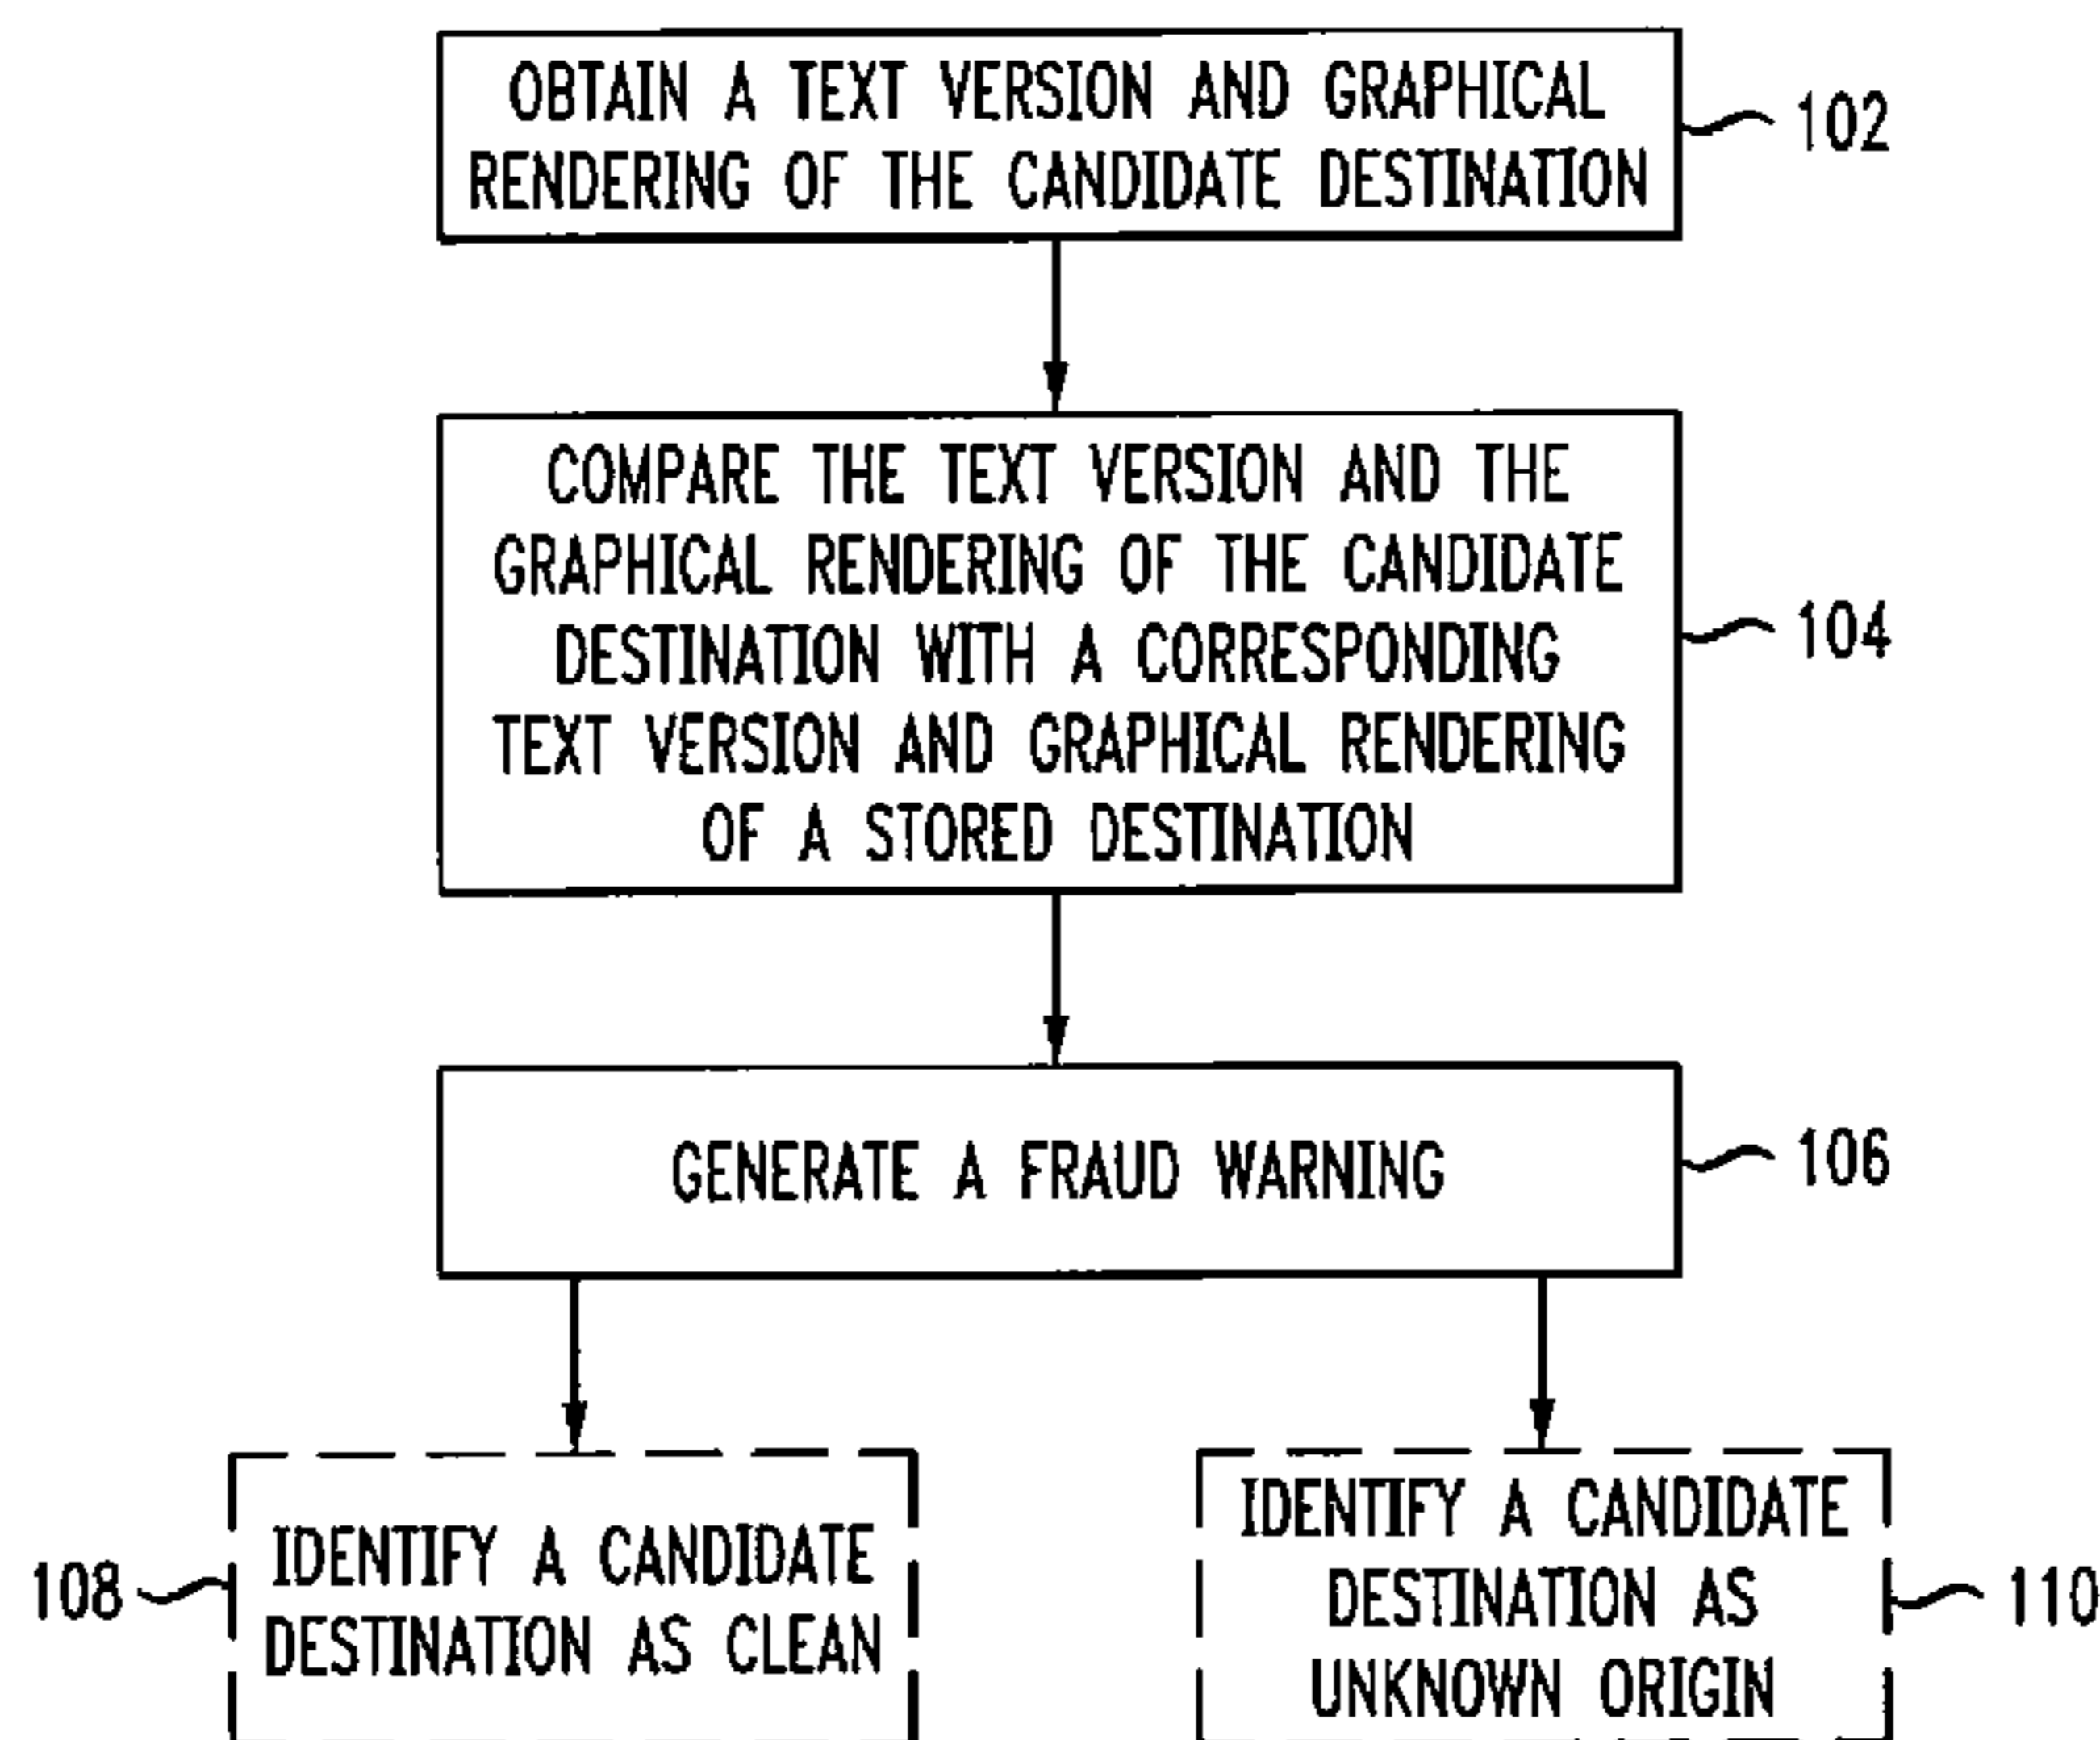 OBTAIN A TEXT VERSION AND GRAPHICAL
RENDERING OF THE CANDIDATE DESTINATION
102
COMPARE THE TEXT VERSION AND THE
GRAPHICAL RENDERING OF THE CANDIDATE
DESTINATION WITH A CORRESPONDING
TEXT VERSION AND GRAPHICAL RENDERING
OF A STORED DESTINATION
104
GENERATE A FRAUD WARNING
106
108
IDENTIFY A CANDIDATE
DESTINATION AS CLEAN
IDENTIFY A CANDIDATE
DESTINATION AS
UNKNOWN ORIGIN
110